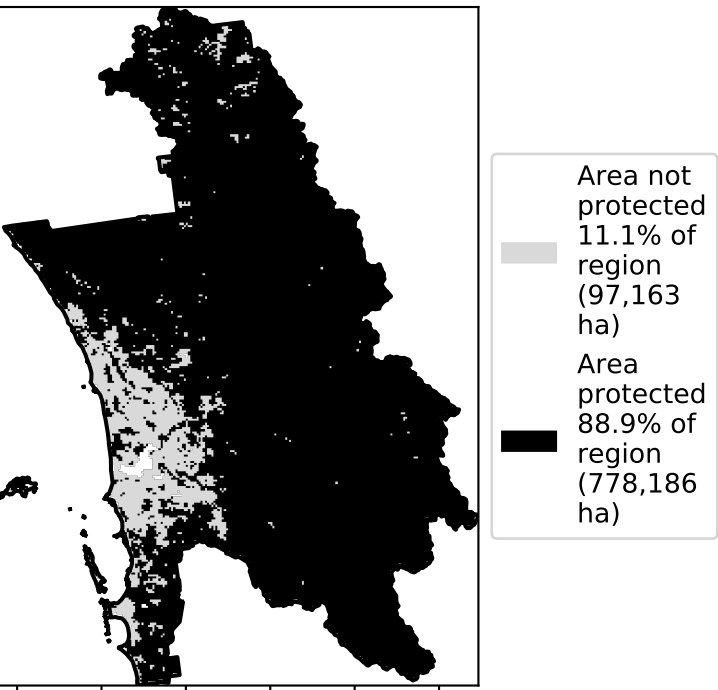 Area not
protected
11.1% of
region
(97,163
ha)
Area
protected
88.9% of
region
(778,186
ha)